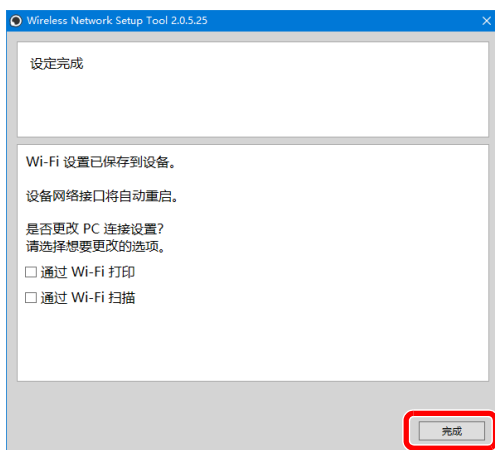 Wireless Network Setup Tool 2.0.5.25
设定完成
Wi-Fi 设置已保存到设备。
设备网络接口将自动重启。
是否更改 PC 连接设置?
请选择想要更改的选项。
通过 Wi-Fi 打印
通过 Wi-Fi 扫描
完成